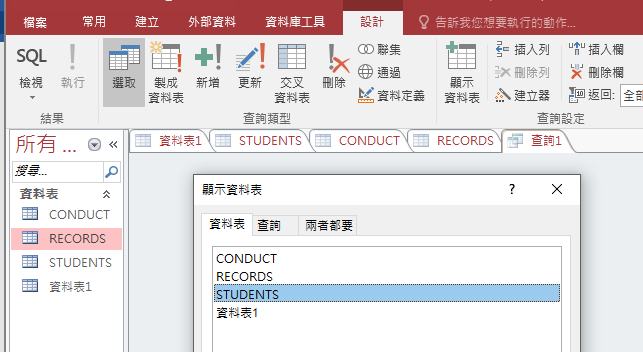 檔案 常用 建立 外部資料 資料庫工具 設計 告訴我您想要執行的動作...
SQL
檢視 執行 選取 製成資料表 新增 更新 交叉資料表 刪除
聯集
通過
資料定義
顯示資料表
插入列
刪除列
建立器
插入欄
刪除欄
返回: 全部
結果 查詢類型 查詢設定
所有 ... «
搜尋...
資料表
CONDUCT
RECORDS
STUDENTS
資料表1
資料表1 STUDENTS CONDUCT RECORDS 查詢1
顯示資料表 ? ×
資料表 查詢 兩者都要
CONDUCT
RECORDS
STUDENTS
資料表1